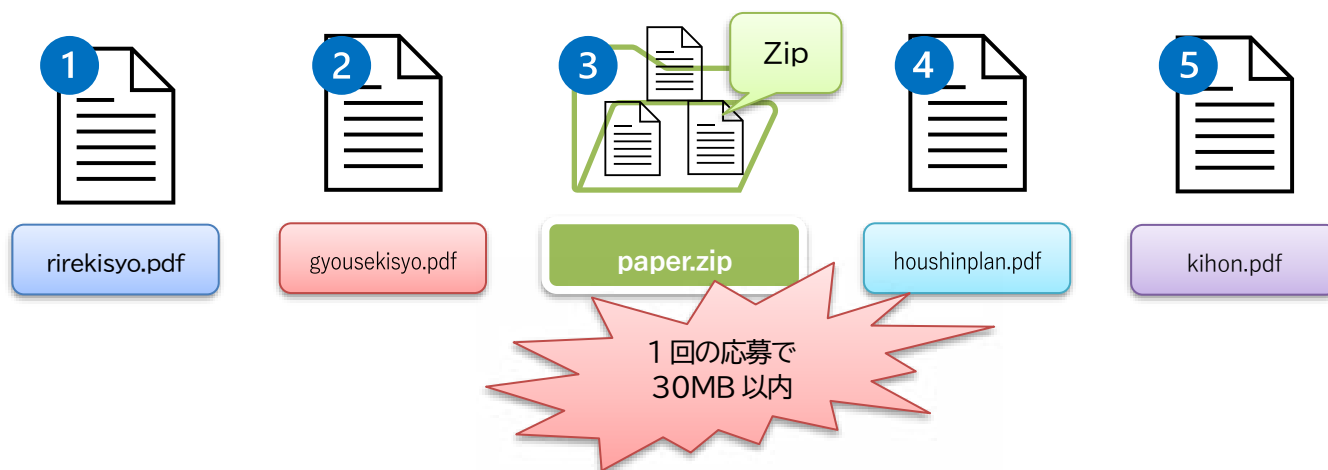 1
2
3
Zip
4
5
rirekisyo.pdf
gyousekisyo.pdf
paper.zip
houshinplan.pdf
kihon.pdf
1回の応募で
30MB 以内